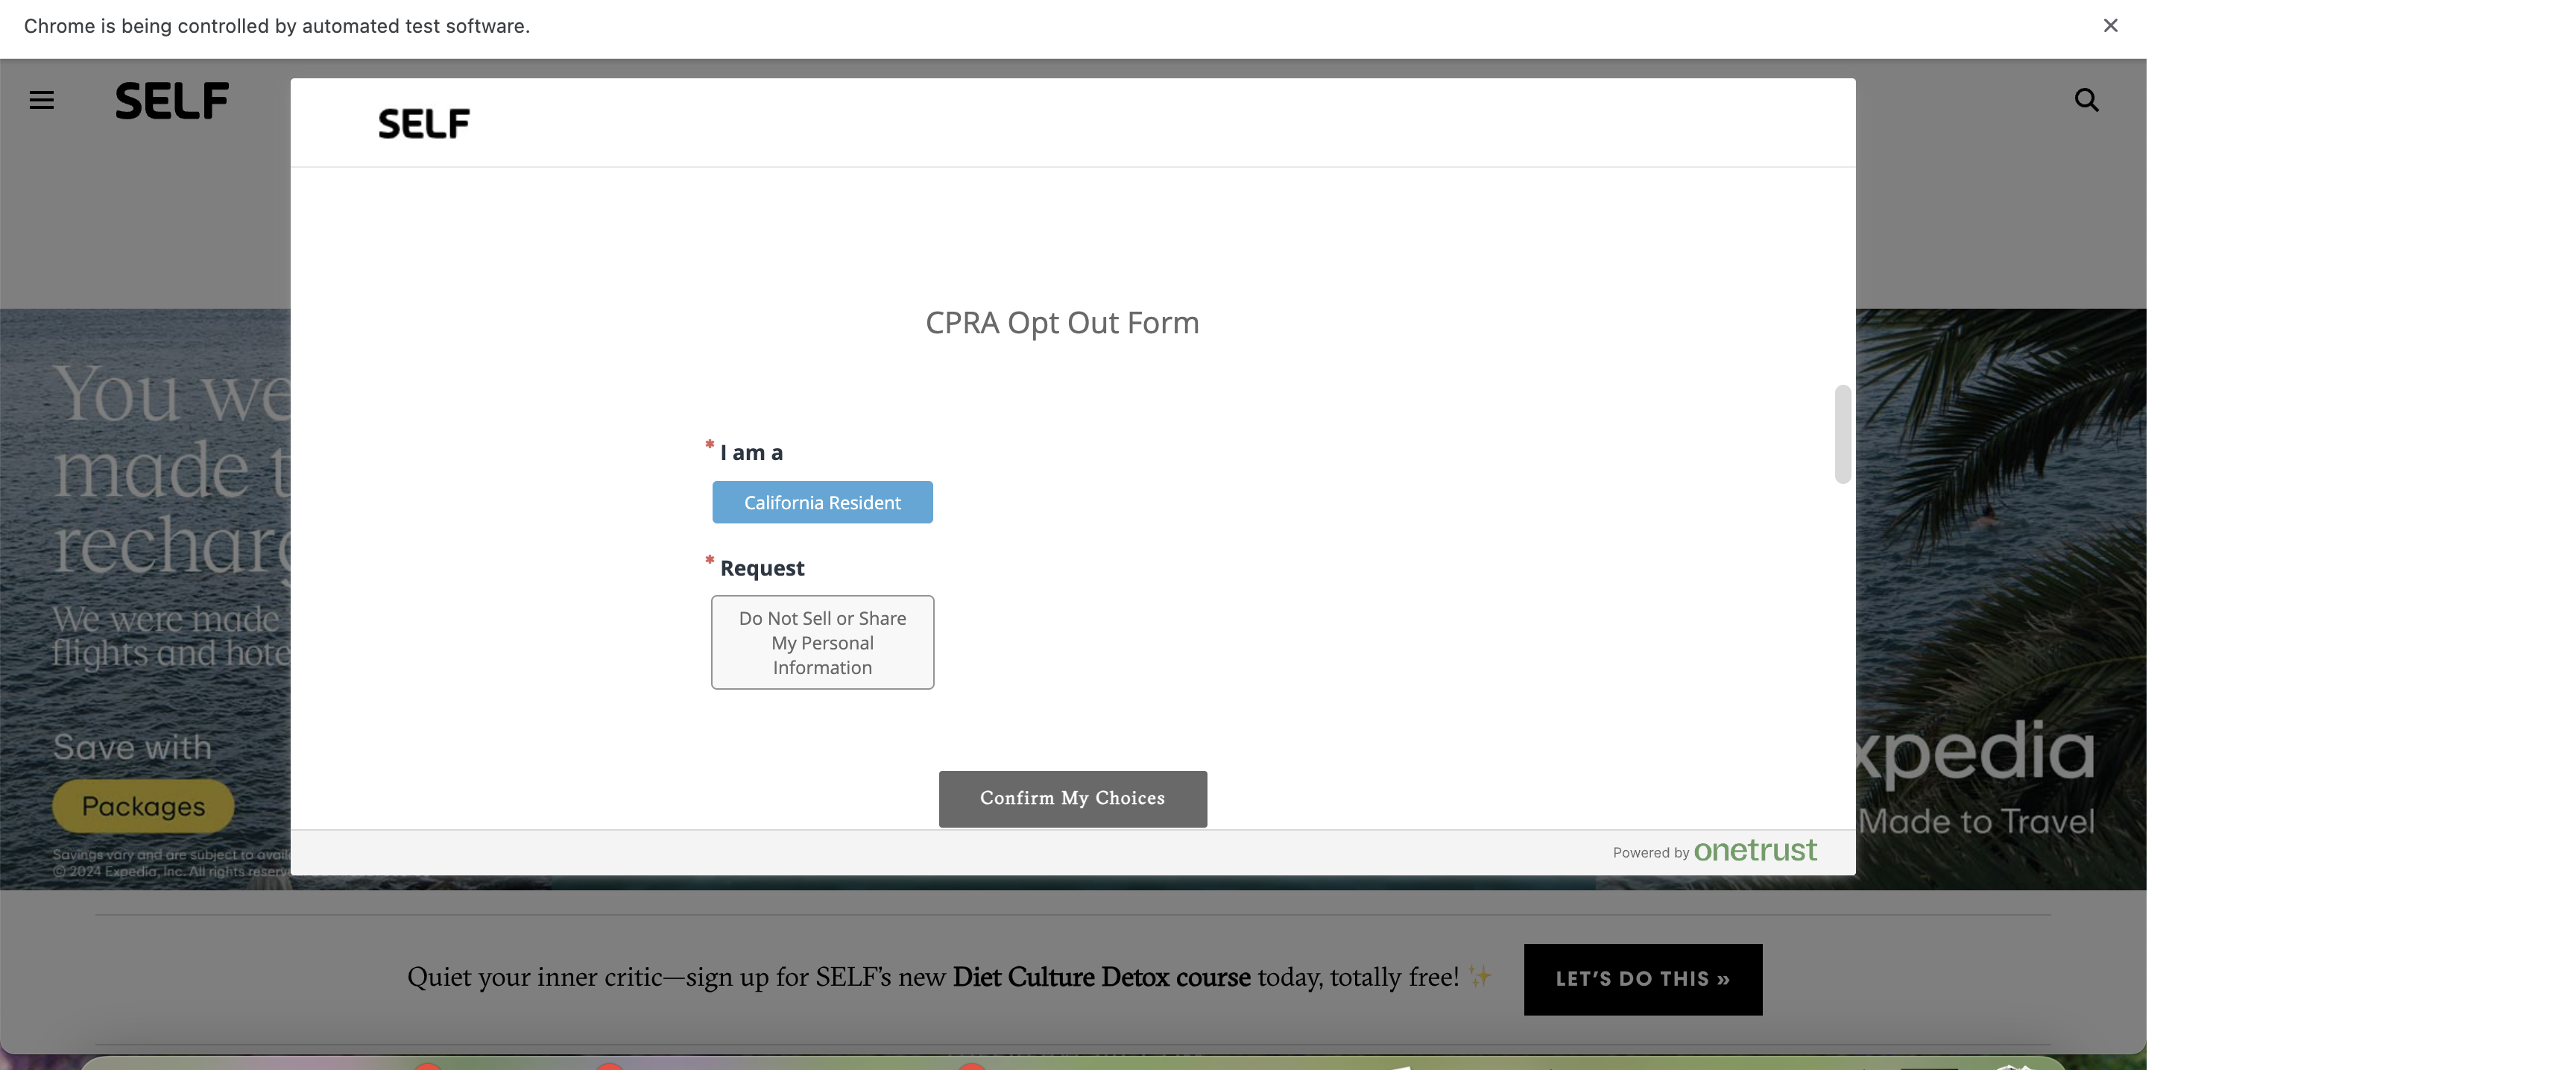 Chrome is being controlled by automated test software.
SELF
SELF
CPRA Opt Out Form
* I am a
California Resident
* Request
Do Not Sell or Share
My Personal
Information
Confirm My Choices
Powered by onetrust
You we
made t
recharg
We were made
flights and hote
Save with
Packages
Savings vary and are subject to avail
© 2024 Expedia, Inc. All rights reserv
xpedia
Made to Travel
Quiet your inner critic—sign up for SELF’s new Diet Culture Detox course today, totally free! ✨
LET’S DO THIS »